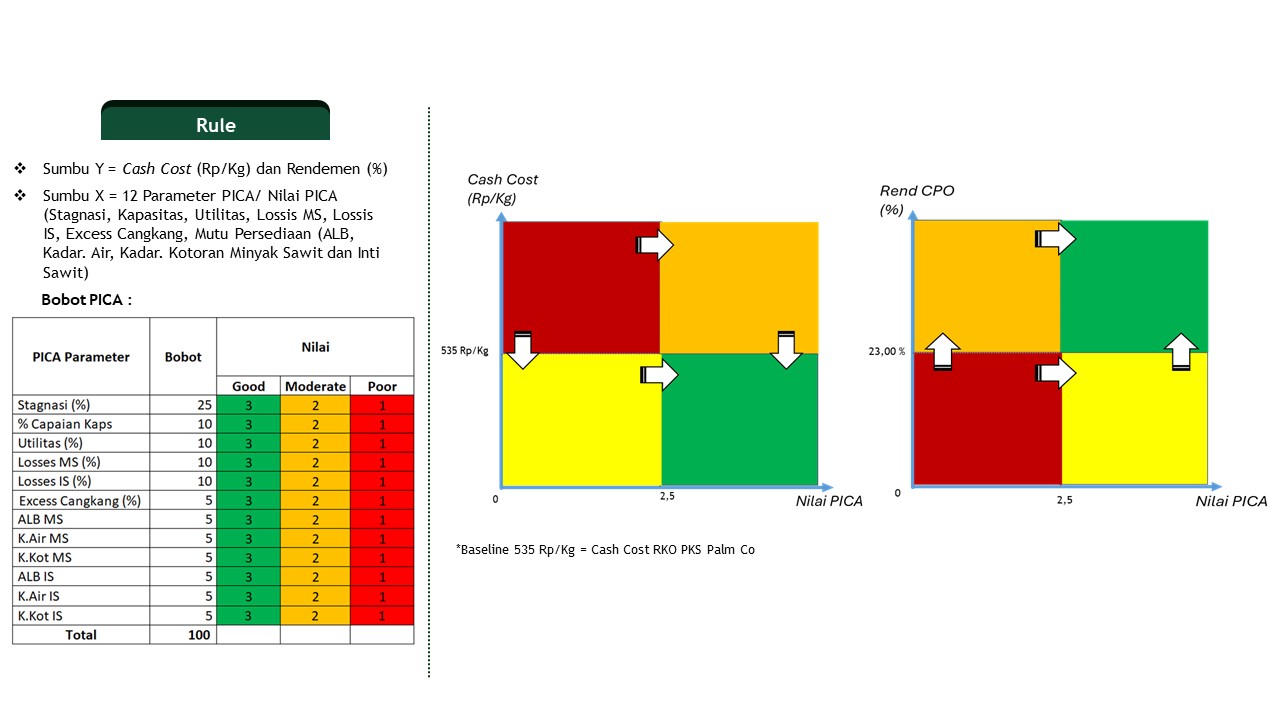 Rule
❖ Sumbu Y = Cash Cost (Rp/Kg) dan Rendemen (%)
❖ Sumbu X = 12 Parameter PICA/ Nilai PICA
(Stagnasi, Kapasitas, Utilitas, Lossis MS, Lossis
IS, Excess Cangkang, Mutu Persediaan (ALB,
Kadar. Air, Kadar. Kotoran Minyak Sawit dan Inti
Sawit)
Bobot PICA :
PICA Parameter Bobot Nilai
Good Moderate Poor
Stagnasi (%) 25 3 2 1
% Capaian Kaps 10 3 2 1
Utilitas (%) 10 3 2 1
Losses MS (%) 10 3 2 1
Losses IS (%) 10 3 2 1
Excess Cangkang (%) 5 3 2 1
ALB MS 5 3 2 1
K.Air MS 5 3 2 1
K.Kot MS 5 3 2 1
ALB IS 5 3 2 1
K.Air IS 5 3 2 1
K.Kot IS 5 3 2 1
Total 100
Cash Cost
(Rp/Kg)
535 Rp/Kg
0
2,5
Nilai PICA
*Baseline 535 Rp/Kg = Cash Cost RKO PKS Palm Co
Rend CPO
(%)
23,00 %
0
2,5
Nilai PICA